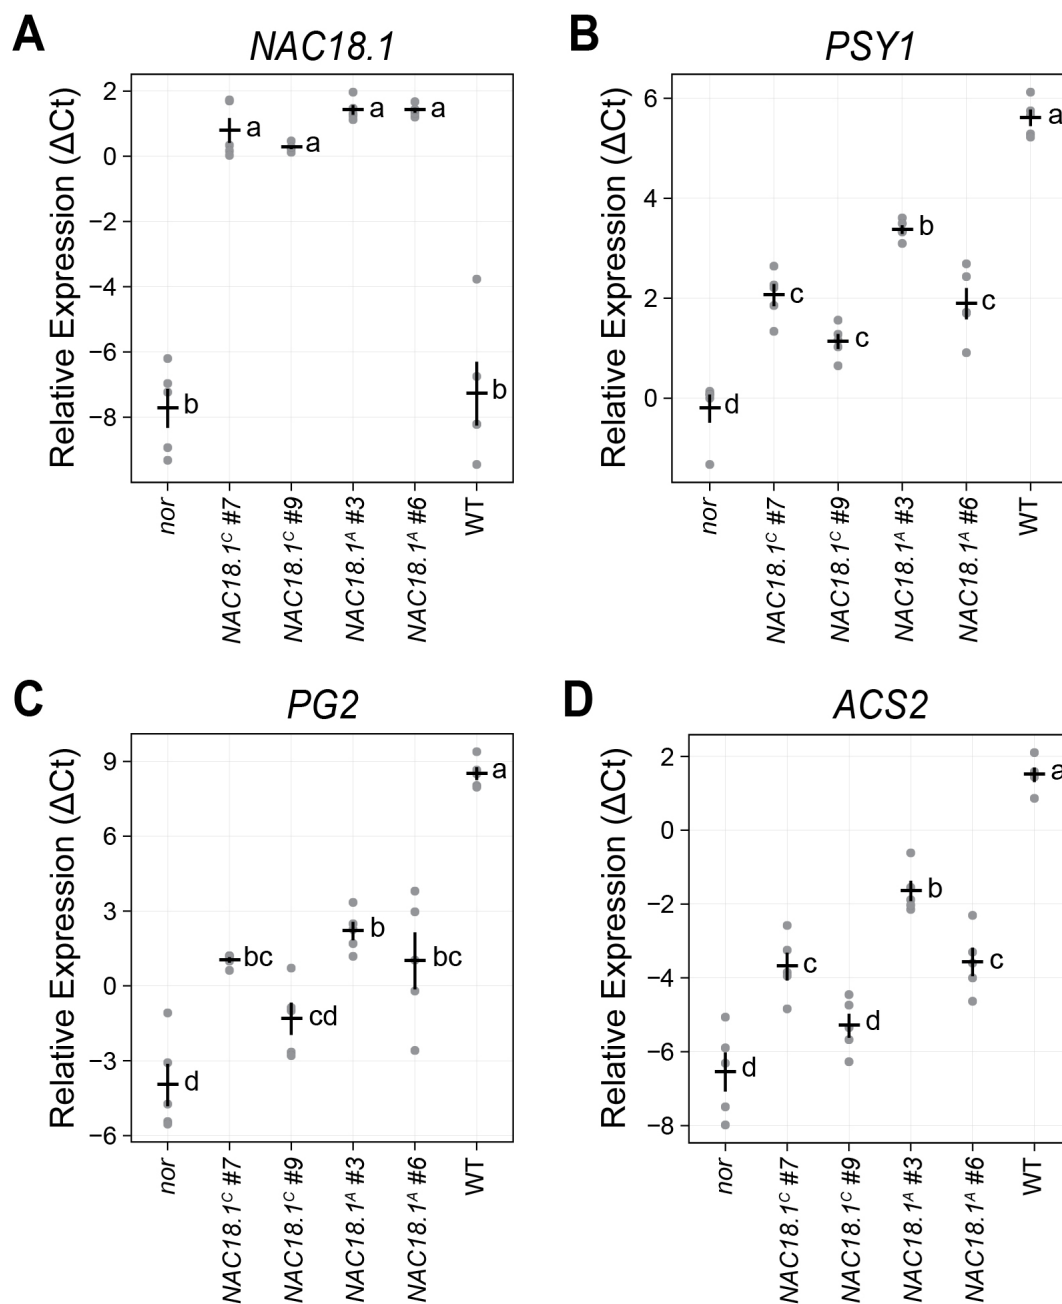 A
NAC18.1
Relative Expression (ΔCt)
2
0
−2
−4
−6
−8
b
a
a
a
a
b
nor
NAC18.1ᶜ #7
NAC18.1ᶜ #9
NAC18.1ᴬ #3
NAC18.1ᴬ #6
WT
B
PSY1
Relative Expression (ΔCt)
6
4
2
0
d
c
c
b
c
a
nor
NAC18.1ᶜ #7
NAC18.1ᶜ #9
NAC18.1ᴬ #3
NAC18.1ᴬ #6
WT
C
PG2
Relative Expression (ΔCt)
9
6
3
0
−3
−6
d
bc
cd
b
bc
a
nor
NAC18.1ᶜ #7
NAC18.1ᶜ #9
NAC18.1ᴬ #3
NAC18.1ᴬ #6
WT
D
ACS2
Relative Expression (ΔCt)
2
0
−2
−4
−6
−8
d
c
d
b
c
a
nor
NAC18.1ᶜ #7
NAC18.1ᶜ #9
NAC18.1ᴬ #3
NAC18.1ᴬ #6
WT